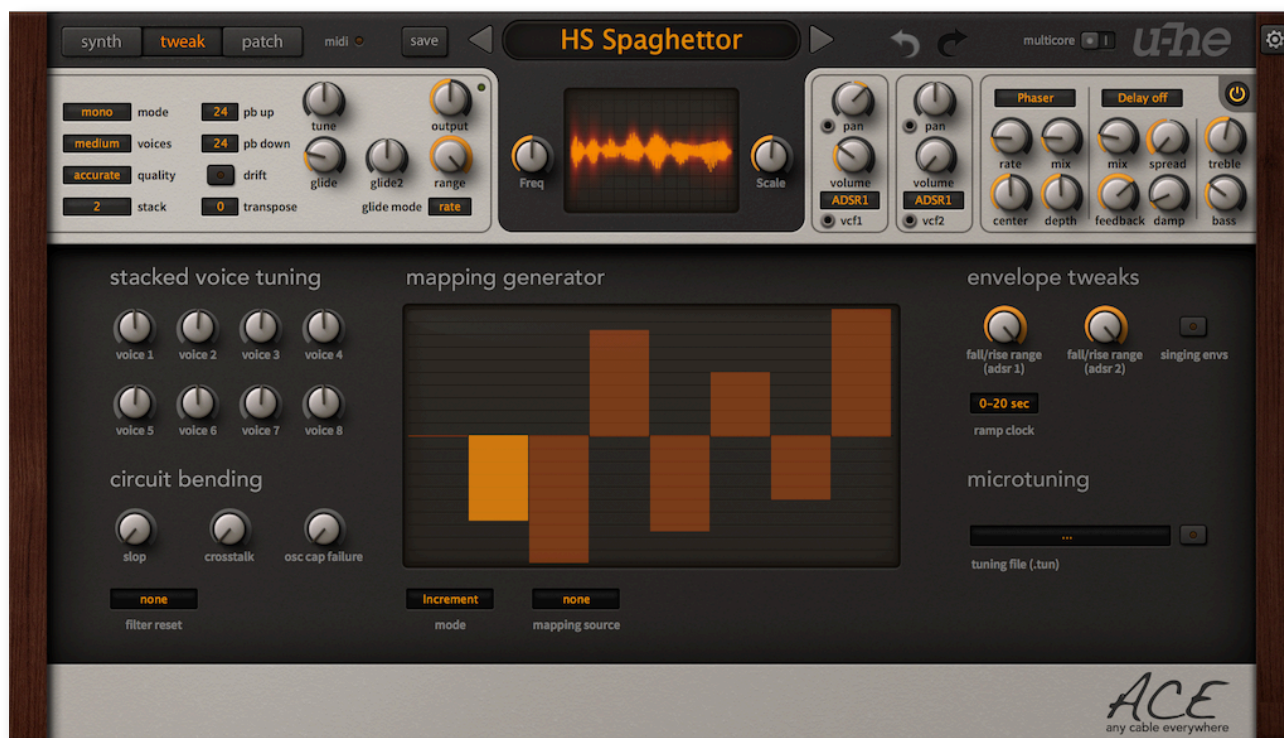 synth tweak patch midi save HS Spaghettor multicore u-he
mono mode 24 pb up tune output
medium voices 24 pb down
accurate quality drift glide glide2 range
2 stack 0 transpose glide mode rate
Freq Scale
pan pan
volume volume
ADSR1 ADSR1
vcf1 vcf2
Phaser Delay off
rate mix mix spread treble
center depth feedback damp bass
stacked voice tuning
voice 1 voice 2 voice 3 voice 4
voice 5 voice 6 voice 7 voice 8
circuit bending
slop crosstalk osc cap failure
none
filter reset
mapping generator
Increment none
mode mapping source
envelope tweaks
fall/rise range fall/rise range singing envs
(adsr 1) (adsr 2)
0-20 sec
ramp clock
microtuning
...
tuning file (.tun)
ACE
any cable everywhere